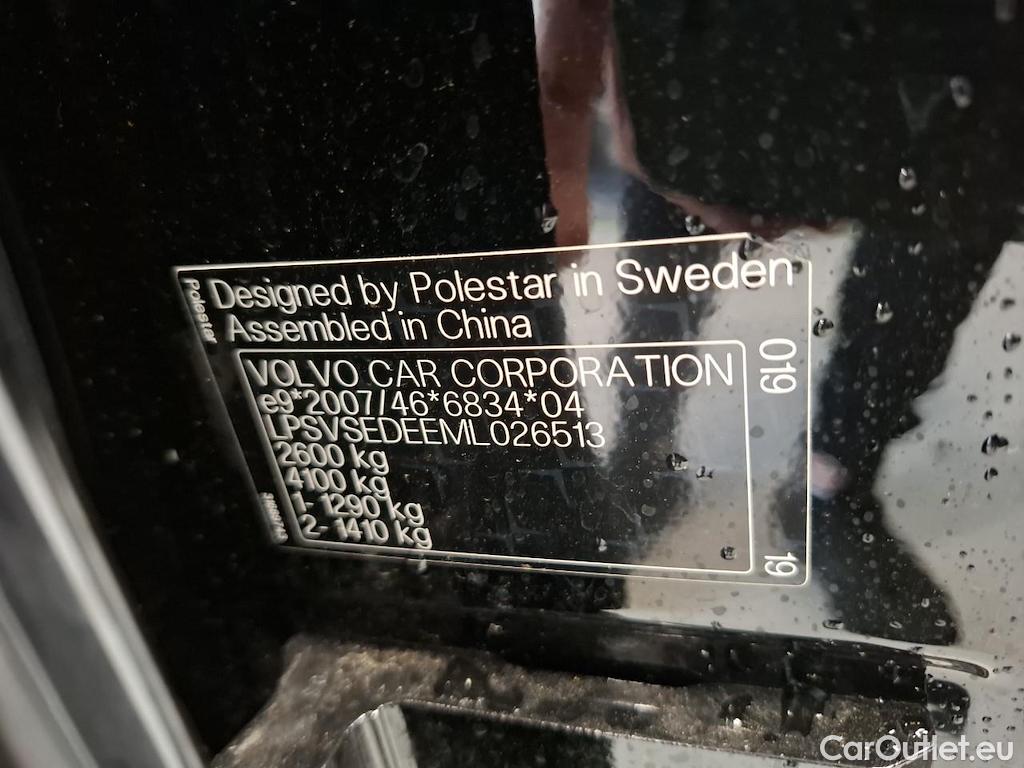 Designed by Polestar in Sweden
Assembled in China
Polestar
VOLVO CAR CORPORATION
e9*2007/46*6834*04
LPSVSEDEEML026513
2600 kg
4100 kg
1- 1290 kg
2- 1410 kg
019
19
CarOutlet.eu